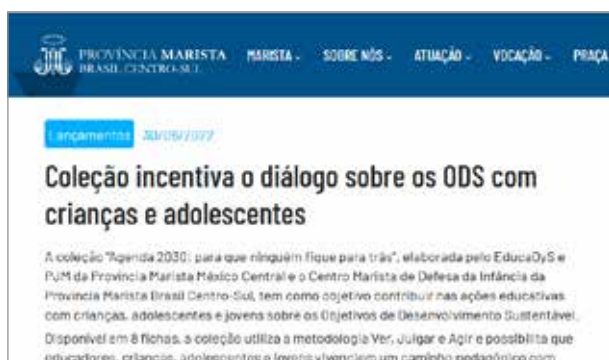 PROVÍNCIA MARISTA
BRASIL CENTRO-SUL
MARISTA SOBRE NÓS ATUAÇÃO VOCAÇÃO PRAÇA
Lançamentos 30/06/2022
Coleção incentiva o diálogo sobre os ODS com
crianças e adolescentes
A coleção "Agenda 2030: para que ninguém fique para trás", elaborada pelo EducaDyS e
PJM da Província Marista México Central e o Centro Marista de Defesa da Infância da
Província Marista Brasil Centro-Sul, tem como objetivo contribuir nas ações educativas
com crianças, adolescentes e jovens sobre os Objetivos de Desenvolvimento Sustentável.
Disponível em 8 fichas, a coleção utiliza a metodologia Ver, Julgar e Agir e possibilita que
educadores, crianças, adolescentes e jovens vivenciem um caminho pedagógico com